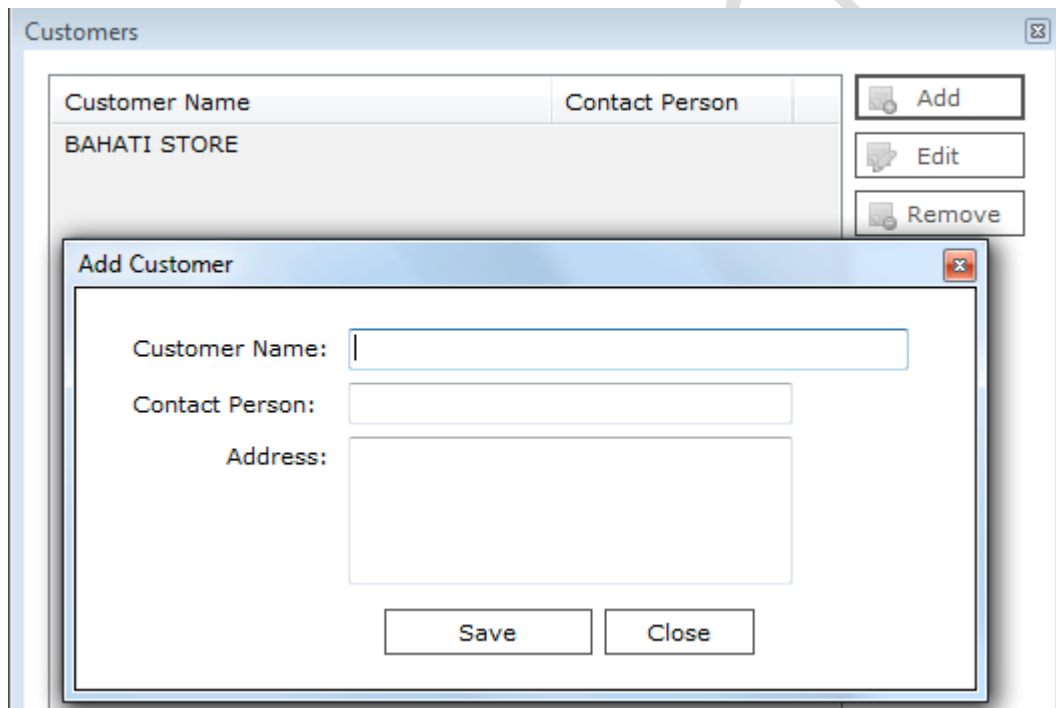 Customers
Customer Name Contact Person
Add
BAHATI STORE
Edit
Remove
Add Customer
Customer Name:
Contact Person:
Address:
Save Close